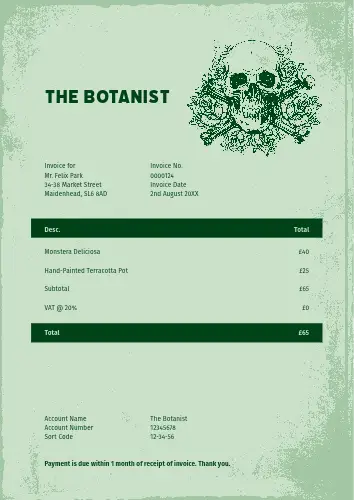 THE BOTANIST
Invoice for
Mr. Felix Park
34-38 Market Street
Maidenhead, SL6 8AD
Invoice No.
0000124
Invoice Date
2nd August 20XX
Desc. Total
Monstera Deliciosa £40
Hand-Painted Terracotta Pot £25
Subtotal £65
VAT @ 20% £0
Total £65
Account Name The Botanist
Account Number 12345678
Sort Code 12-34-56
Payment is due within 1 month of receipt of invoice. Thank you.